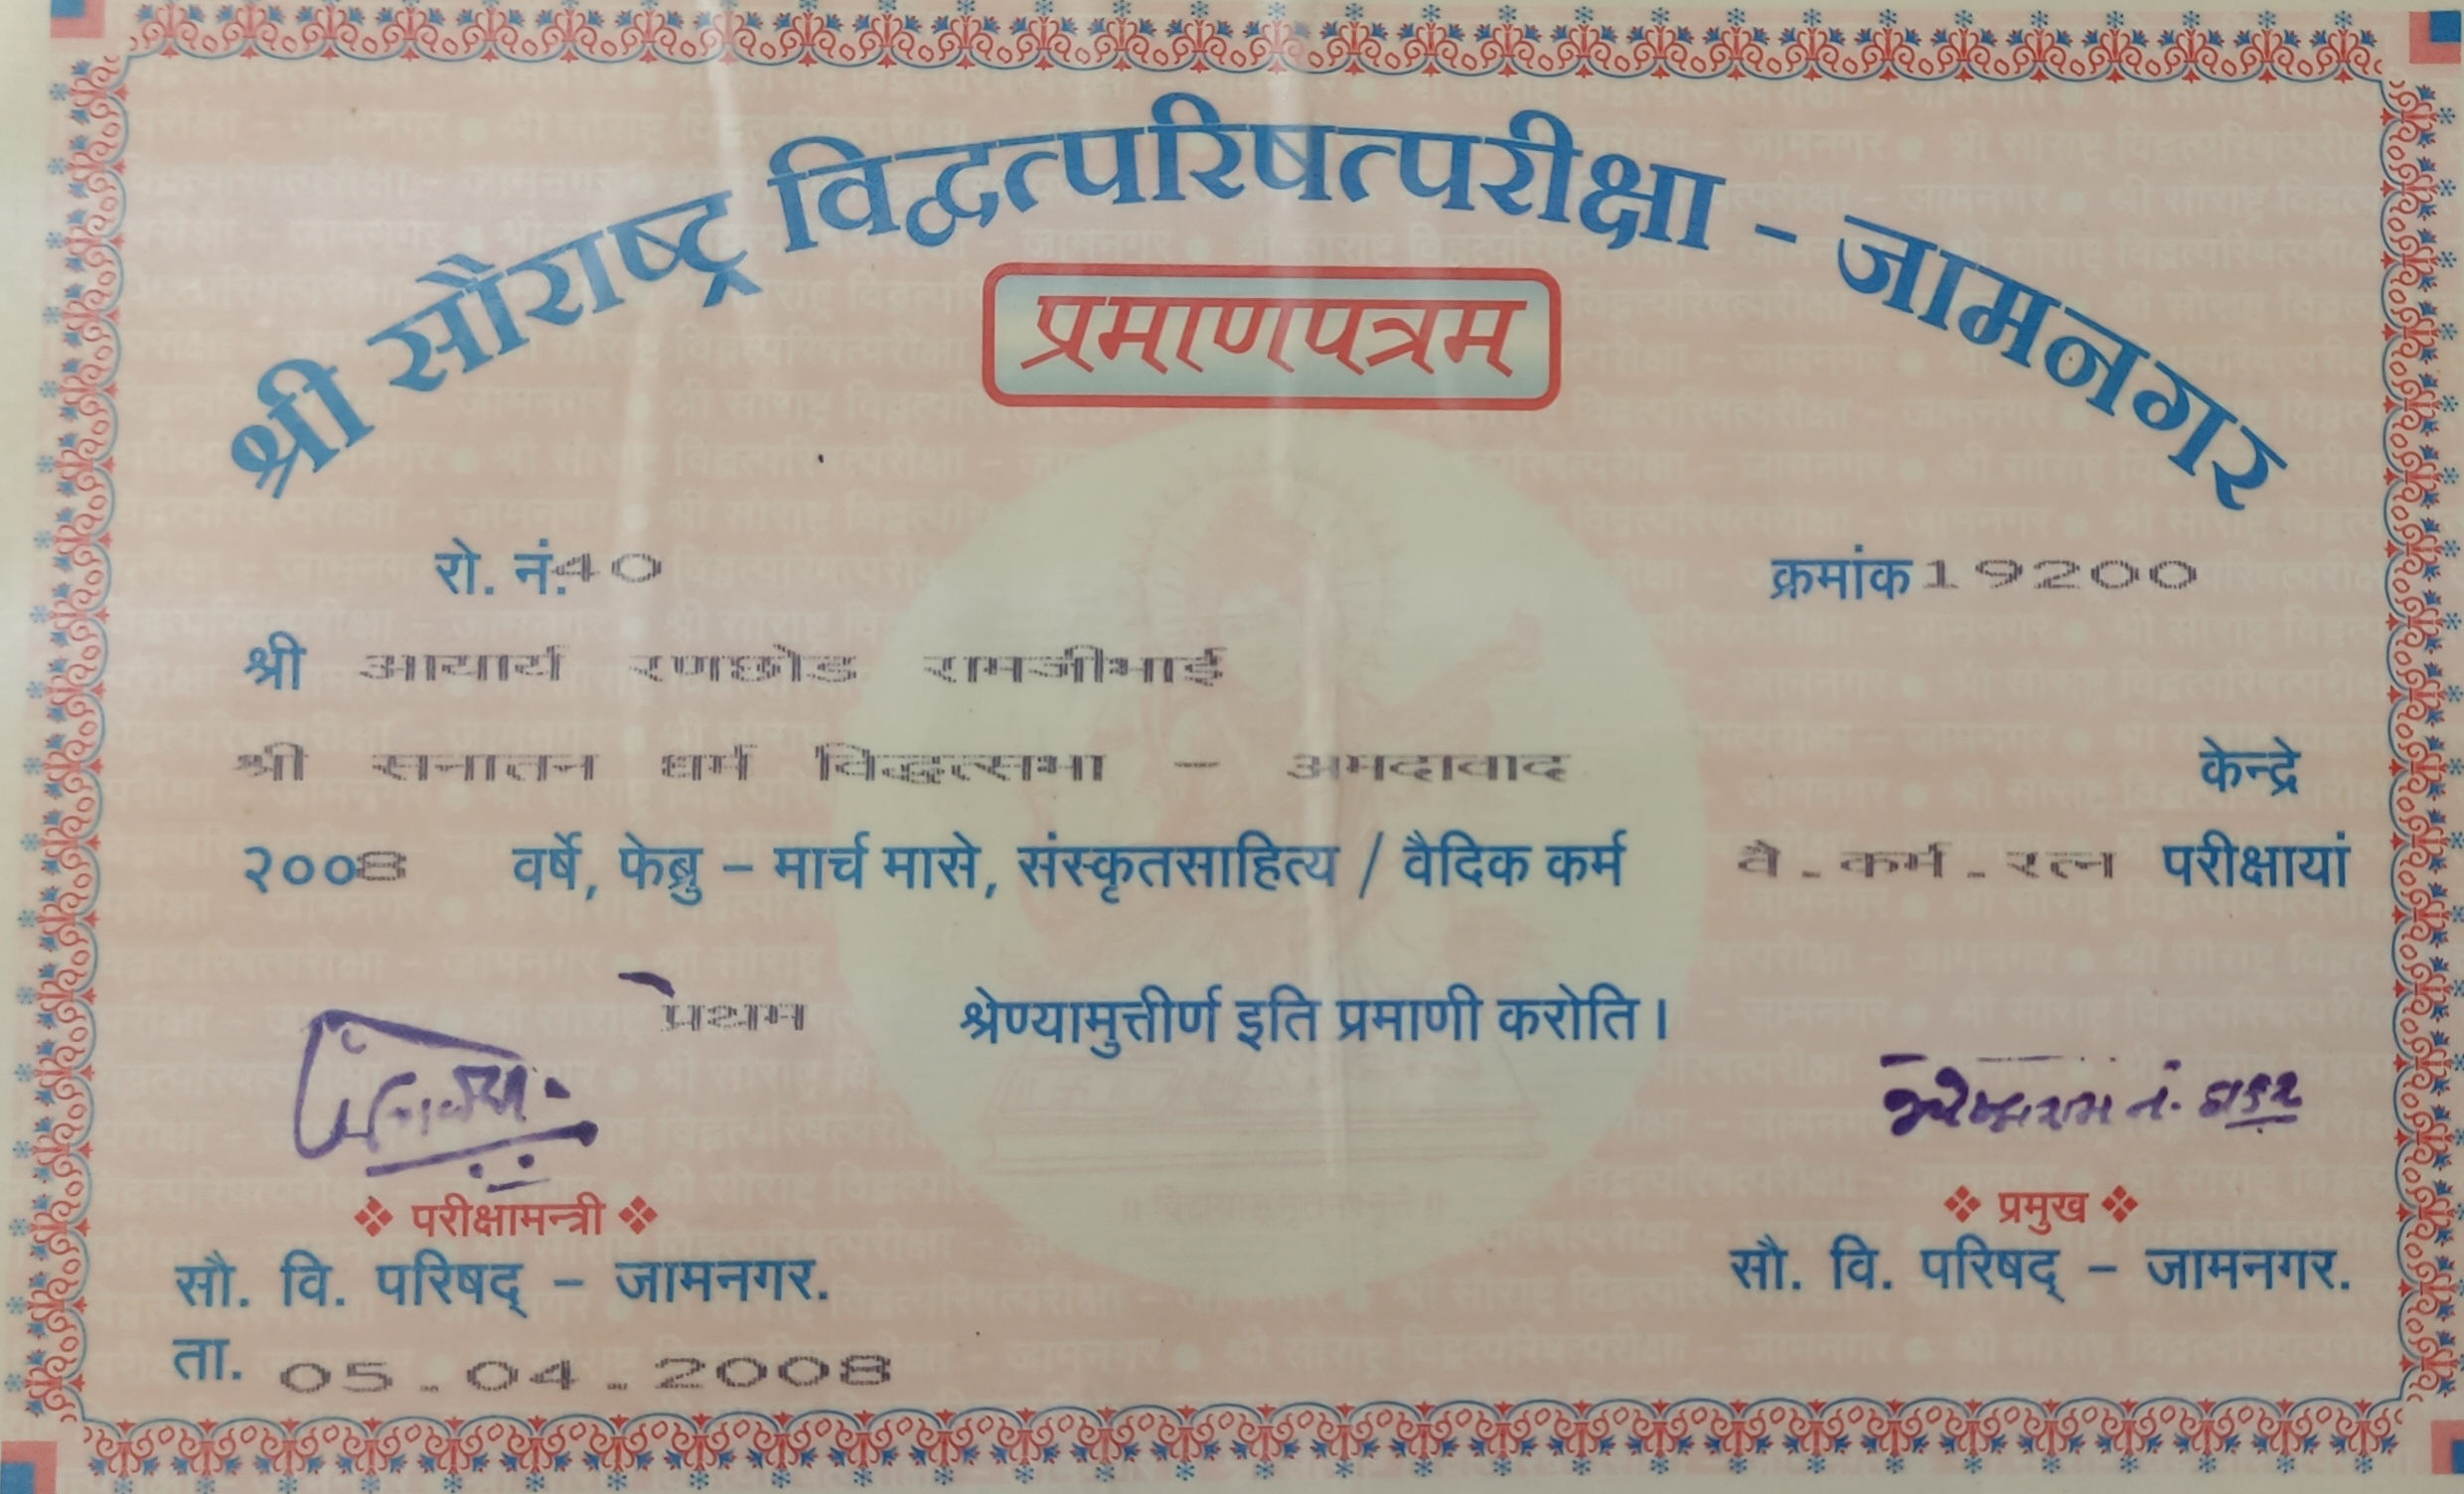 श्री सौराष्ट्र विद्वत्परिषत्परीक्षा - जामनगर
प्रमाणपत्रम्
रो. नं. 40 क्रमांक 19200
श्री आचार्य रणछोड रामजीभाई
श्री सनातन धर्म विद्वत्सभा - अमदावाद केन्द्रे
२००8 वर्षे, फेब्रु - मार्च मासे, संस्कृतसाहित्य / वैदिक कर्म वै . कर्म . रत्न परीक्षायां
प्रथम श्रेण्यामुत्तीर्ण इति प्रमाणी करोति ।
❖ परीक्षामन्त्री ❖ ❖ प्रमुख ❖
सौ. वि. परिषद् - जामनगर. सौ. वि. परिषद् - जामनगर.
ता. 05.04.2008